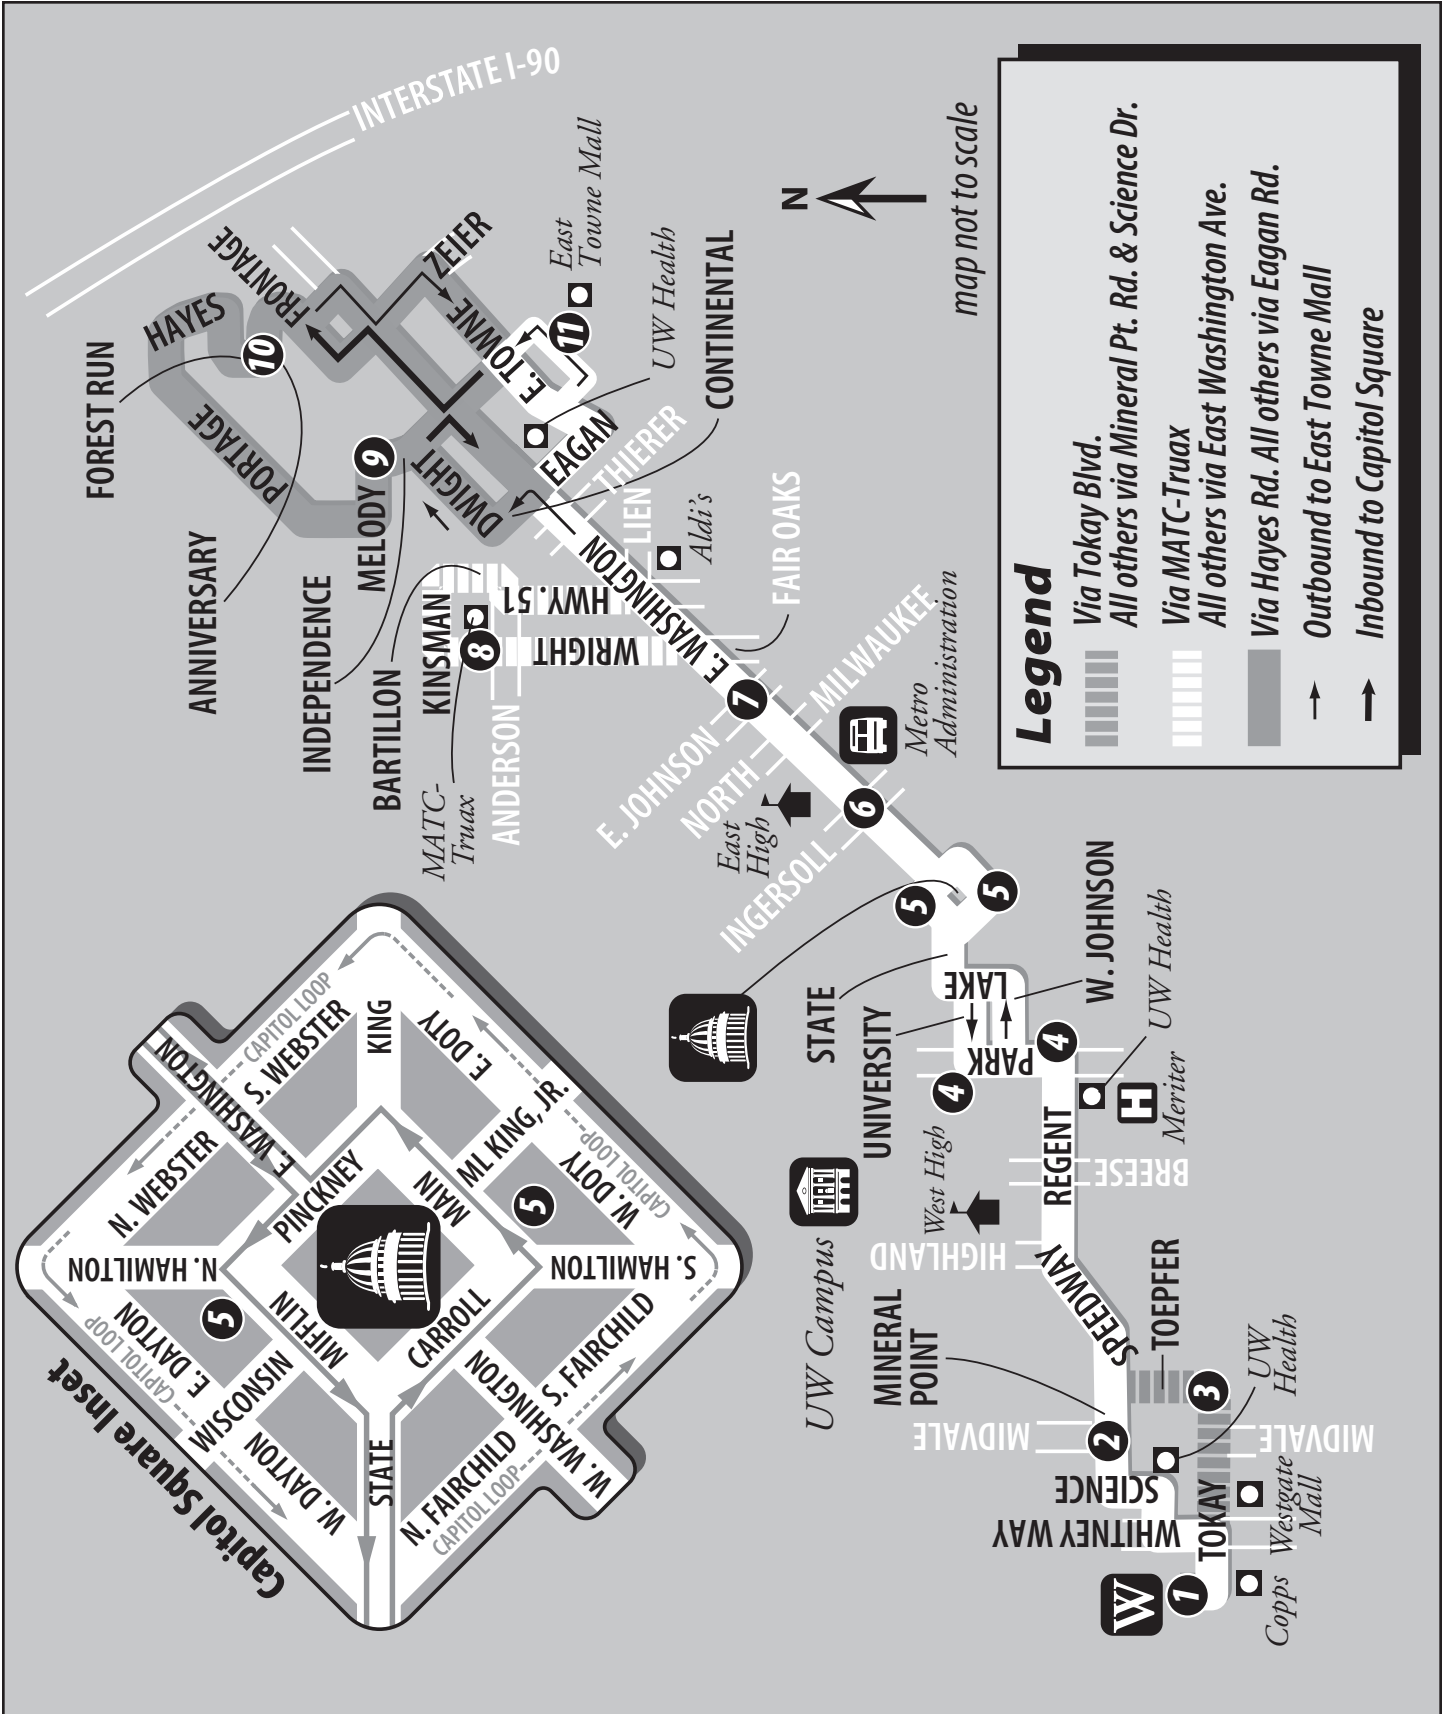 Capitol Square Inset
CAPITOL LOOP
E. DAYTON
N. HAMILTON
N. WEBSTER
E. WASHINGTON
S. WEBSTER
CAPITOL LOOP
WISCONSIN
W. DAYTON
MIFFLIN
PINCKNEY
KING
5
STATE
CARROLL
MAIN
ML KING, JR.
E. DOTY
N. FAIRCHILD
CAPITOL LOOP
W. WASHINGTON
S. FAIRCHILD
S. HAMILTON
5
W. DOTY
CAPITOL LOOP
INTERSTATE I-90
FOREST RUN
HAYES
FRONTAGE
10
PORTAGE
ANNIVERSARY
INDEPENDENCE
MELODY
9
DWIGHT
ZEIER
E. TOWNE
11
East
Towne Mall
UW Health
CONTINENTAL
EAGAN
THIERER
LIEN
Aldi's
FAIR OAKS
BARTILLON
KINSMAN
MATC-
Truax
8
ANDERSON
HWY. 51
WRIGHT
E. WASHINGTON
7
E. JOHNSON
NORTH
MILWAUKEE
Metro
Administration
East
High
6
INGERSOLL
5
5
STATE
UNIVERSITY
LAKE
W. JOHNSON
PARK
4
4
UW Health
H
Meriter
UW Campus
West High
REGENT
BREESE
HIGHLAND
SPEEDWAY
MINERAL
POINT
TOEPFER
MIDVALE
2
3
UW
Health
MIDVALE
SCIENCE
WHITNEY WAY
TOKAY
Westgate
Mall
W
1
Copps
N
map not to scale
Legend
Via Tokay Blvd.
All others via Mineral Pt. Rd. & Science Dr.
Via MATC-Truax
All others via East Washington Ave.
Via Hayes Rd. All others via Eagan Rd.
Outbound to East Towne Mall
Inbound to Capitol Square